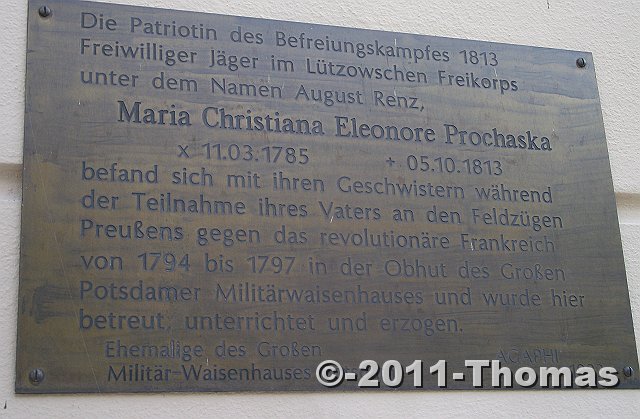 Die Patriotin des Befreiungskampfes 1813
Freiwilliger Jäger im Lützowschen Freikorps
unter dem Namen August Renz,
Maria Christiana Eleonore Prochaska
x 11.03.1785 + 05.10.1813
befand sich mit ihren Geschwistern während
der Teilnahme ihres Vaters an den Feldzügen
Preußens gegen das revolutionäre Frankreich
von 1794 bis 1797 in der Obhut des Großen
Potsdamer Militärwaisenhauses und wurde hier
betreut, unterrichtet und erzogen.
Ehemalige des Großen
Militär-Waisenhauses
©-2011-Thomas